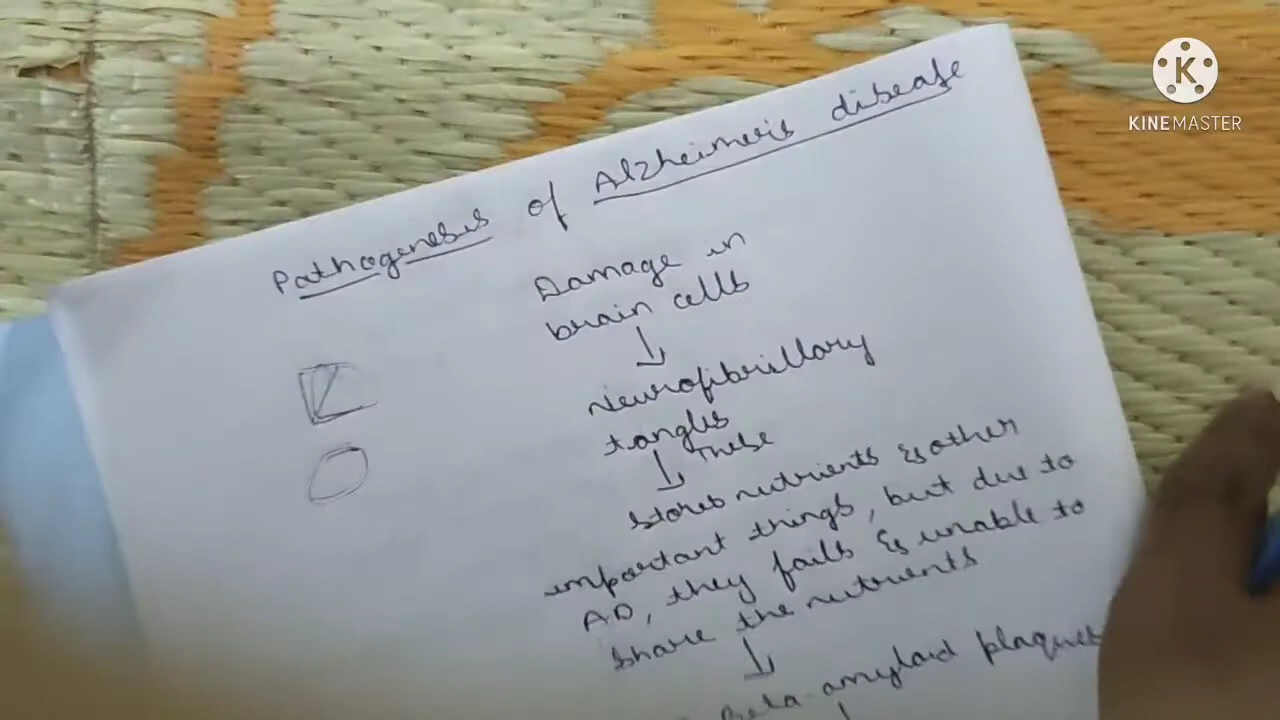 K
KINEMASTER
Pathogenesis of Alzheimeris disease
Damage in
brain cells
Neurofibrillary
tangles
These
stores nutrients & other
important things, but due to
AD, they fails & unable to
share the nutrients
Beta-amyloid plaques